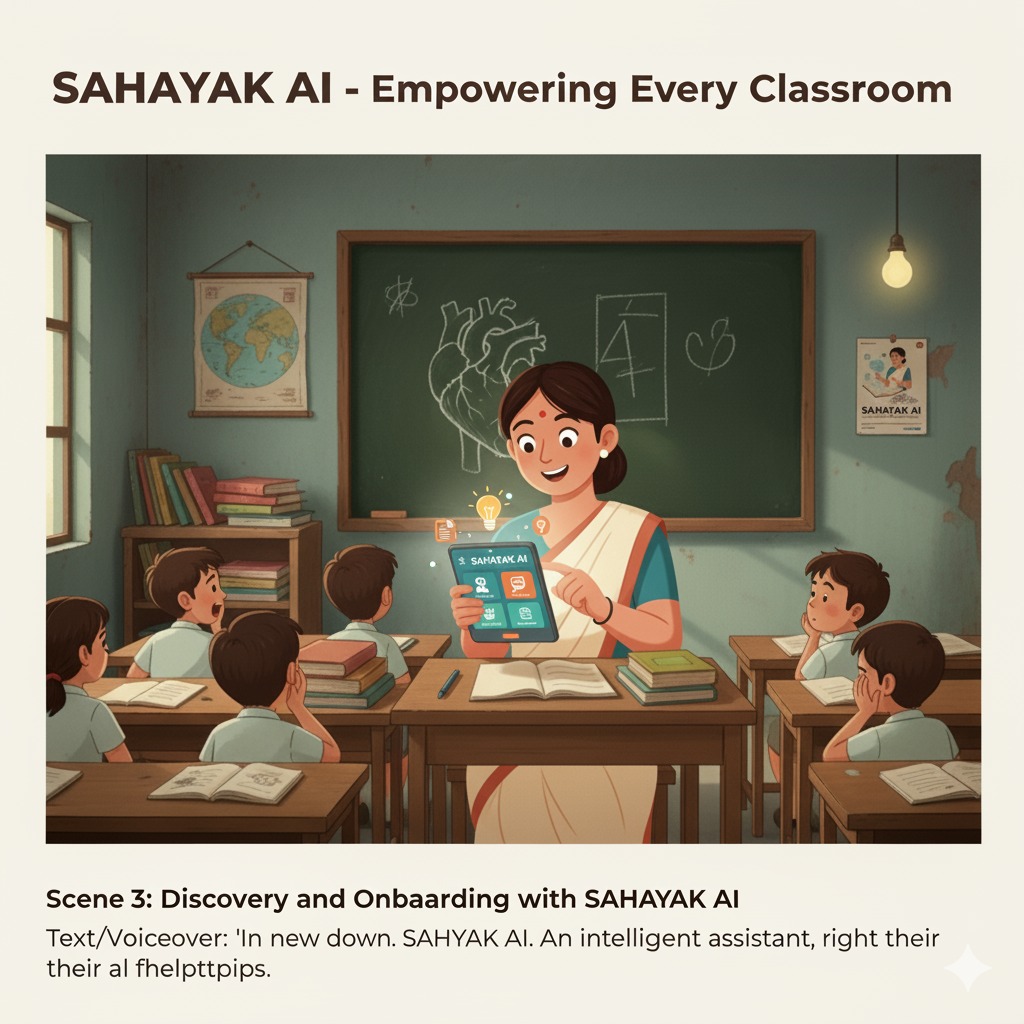 SAHAYAK AI - Empowering Every Classroom
4
SAHATAK AI
SAHATAK AI
Scene 3: Discovery and Onbaarding with SAHAYAK AI
Text/Voiceover: 'In new down. SAHYAK AI. An intelligent assistant, right their
their al fhelpttpips.